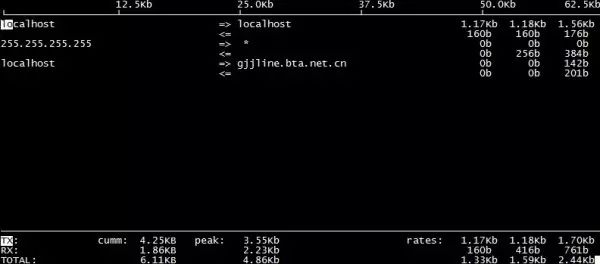 12.5Kb 25.0Kb 37.5Kb 50.0Kb 62.5Kb
localhost => localhost 1.17Kb 1.18Kb 1.56Kb
<= 160b 160b 176b
255.255.255.255 => * 0b 0b 0b
<= 0b 256b 384b
localhost => gjjline.bta.net.cn 0b 0b 142b
<= 0b 0b 201b
TX: cumm: 4.25KB peak: 3.55Kb rates: 1.17Kb 1.18Kb 1.70Kb
RX: 1.86KB 2.23Kb 160b 416b 761b
TOTAL: 6.11KB 4.86Kb 1.33Kb 1.59Kb 2.44Kb